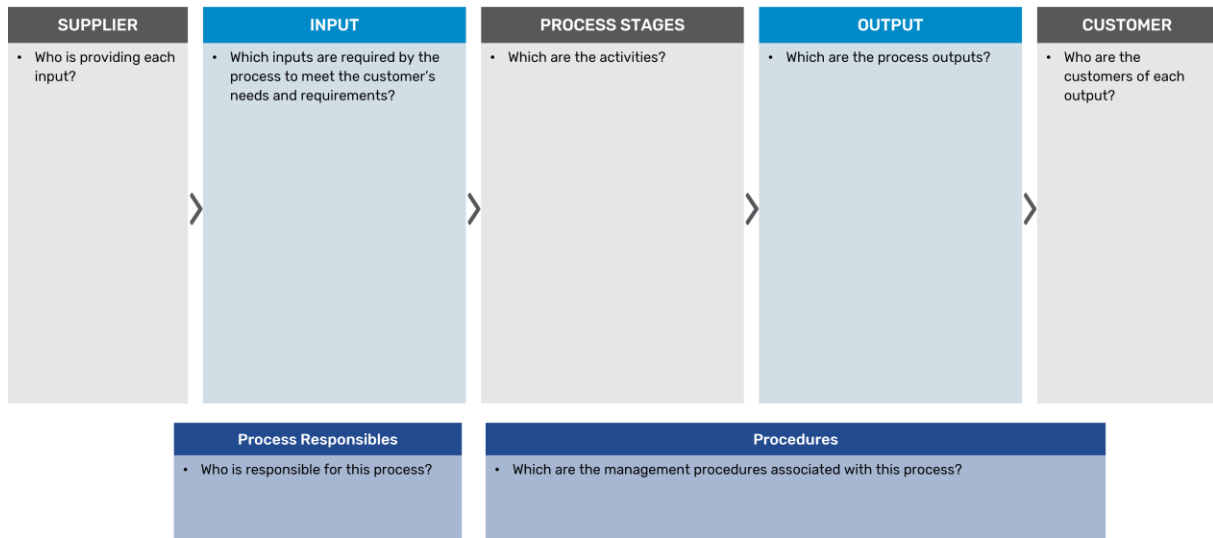 SUPPLIER
• Who is providing each
input?
INPUT
• Which inputs are required by the
process to meet the customer's
needs and requirements?
PROCESS STAGES
• Which are the activities?
OUTPUT
• Which are the process outputs?
CUSTOMER
• Who are the
customers of each
output?
Process Responsibles
• Who is responsible for this process?
Procedures
• Which are the management procedures associated with this process?